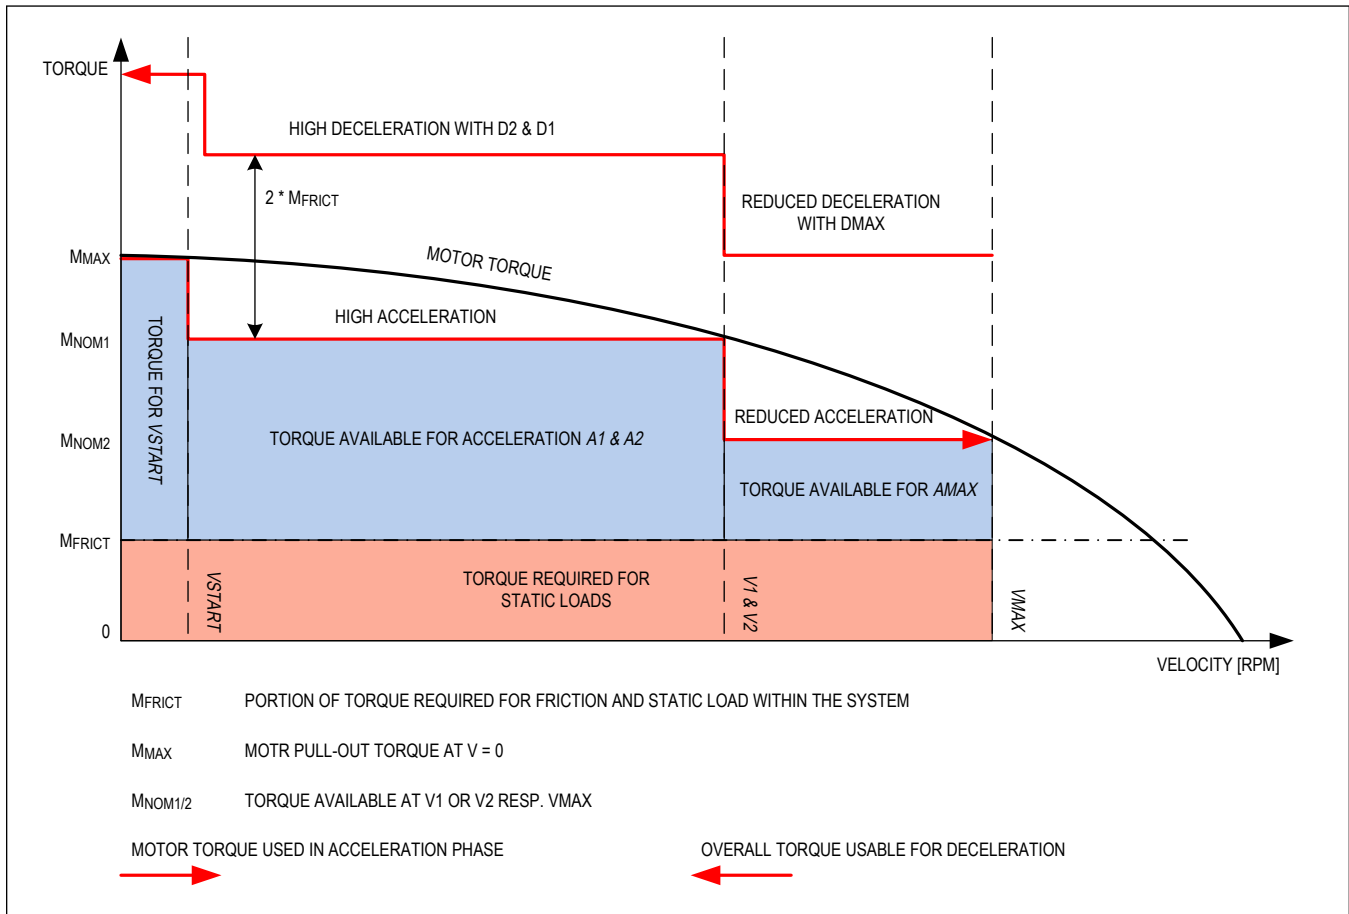 TORQUE
HIGH DECELERATION WITH D2 & D1
2 * MFRICT
REDUCED DECELERATION
WITH DMAX
MMAX
MOTOR TORQUE
HIGH ACCELERATION
MNOM1
TORQUE FOR VSTART
REDUCED ACCELERATION
MNOM2
TORQUE AVAILABLE FOR ACCELERATION A1 & A2
TORQUE AVAILABLE FOR AMAX
MFRICT
TORQUE REQUIRED FOR
STATIC LOADS
VSTART
V1 & V2
VMAX
0
VELOCITY [RPM]
MFRICT PORTION OF TORQUE REQUIRED FOR FRICTION AND STATIC LOAD WITHIN THE SYSTEM
MMAX MOTR PULL-OUT TORQUE AT V = 0
MNOM1/2 TORQUE AVAILABLE AT V1 OR V2 RESP. VMAX
MOTOR TORQUE USED IN ACCELERATION PHASE
OVERALL TORQUE USABLE FOR DECELERATION